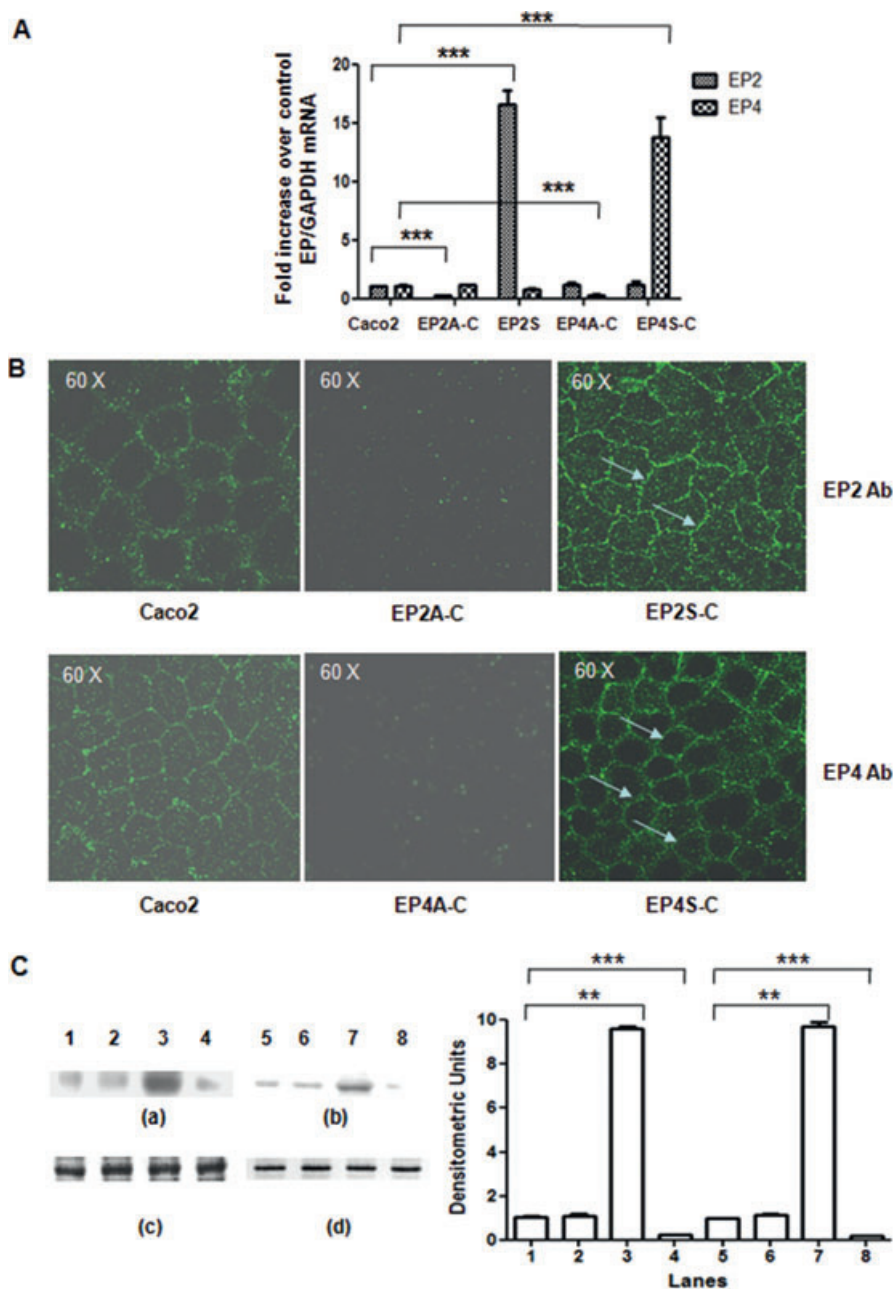 A
***
***
***
***
Fold increase over control
EP/GAPDH mRNA
20
15
10
5
0
EP2
EP4
Caco2 EP2A-C EP2S EP4A-C EP4S-C
B
60 X 60 X 60 X
EP2 Ab
Caco2 EP2A-C EP2S-C
60 X 60 X 60 X
EP4 Ab
Caco2 EP4A-C EP4S-C
C
1 2 3 4 5 6 7 8
(a) (b)
(c) (d)
*** ***
** **
Densitometric Units
10
8
6
4
2
0
1 2 3 4 5 6 7 8
Lanes